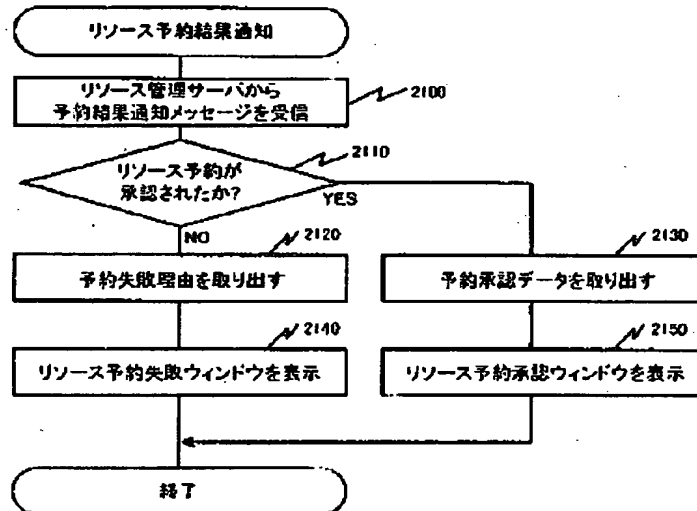 リソース予約結果通知
リソース管理サーバから
予約結果通知メッセージを受信
2100
リソース予約が
承認されたか?
2110
YES
NO
2120
予約失敗理由を取り出す
2130
予約承認データを取り出す
2140
リソース予約失敗ウィンドウを表示
2150
リソース予約承認ウィンドウを表示
終了